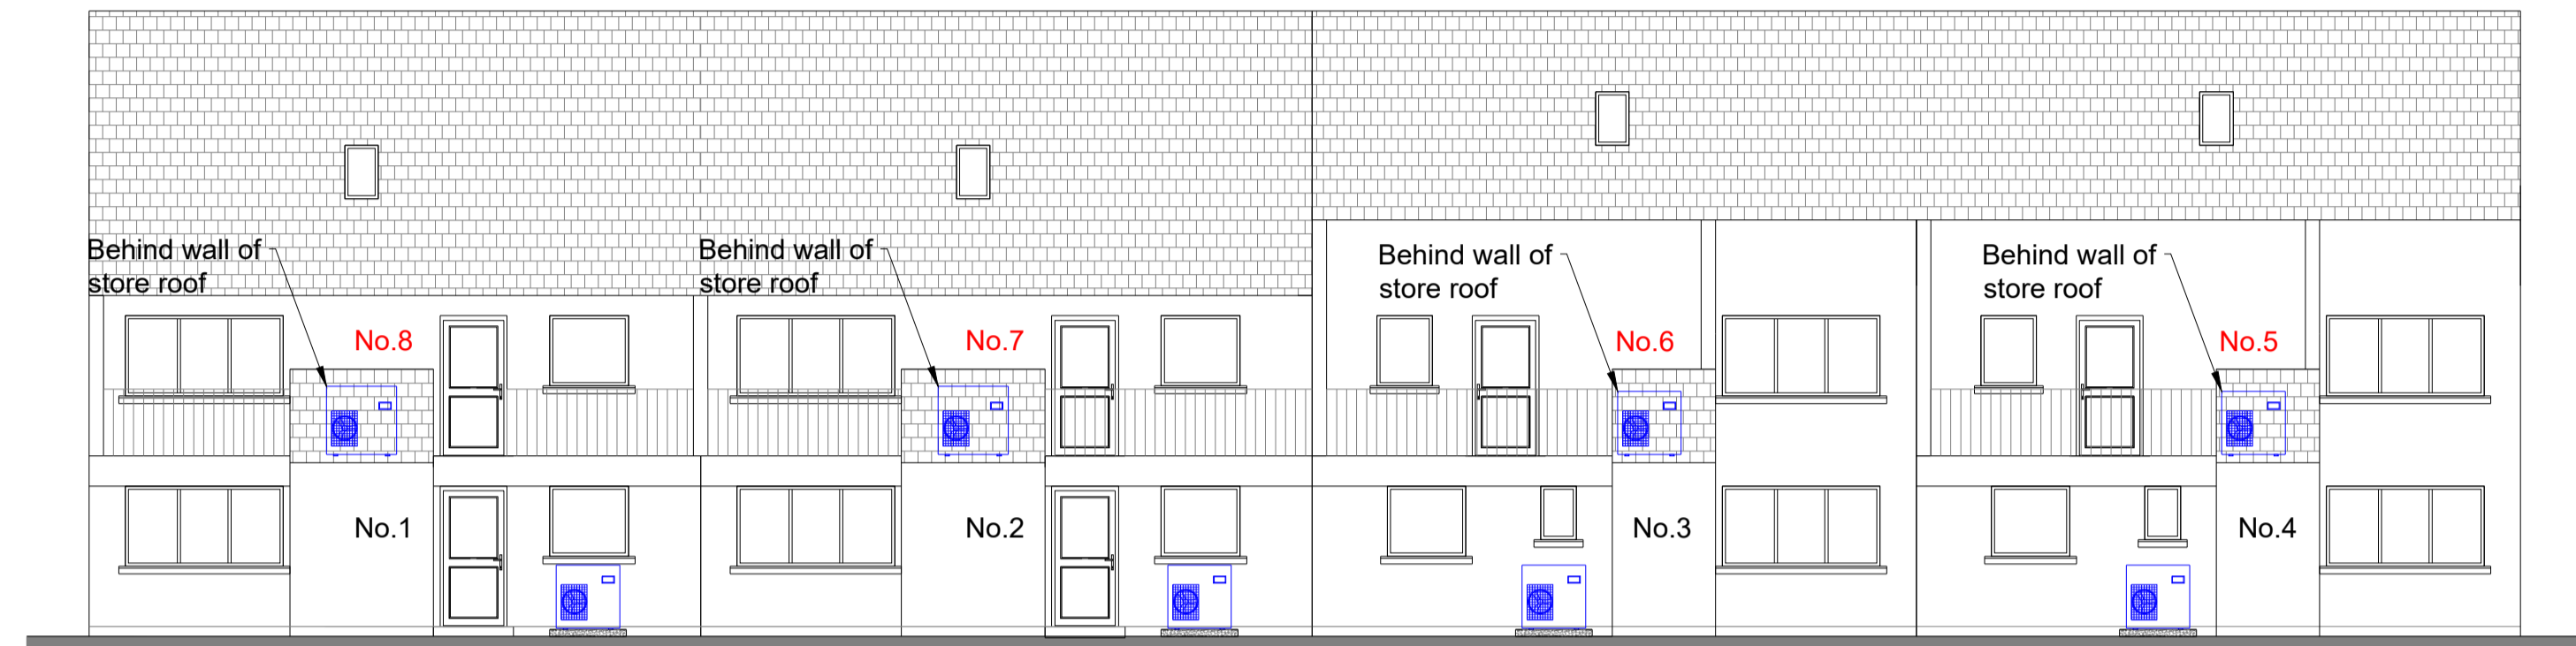 Behind wall of
store roof
Behind wall of
store roof
Behind wall of
store roof
Behind wall of
store roof
No.8
No.7
No.6
No.5
No.1
No.2
No.3
No.4